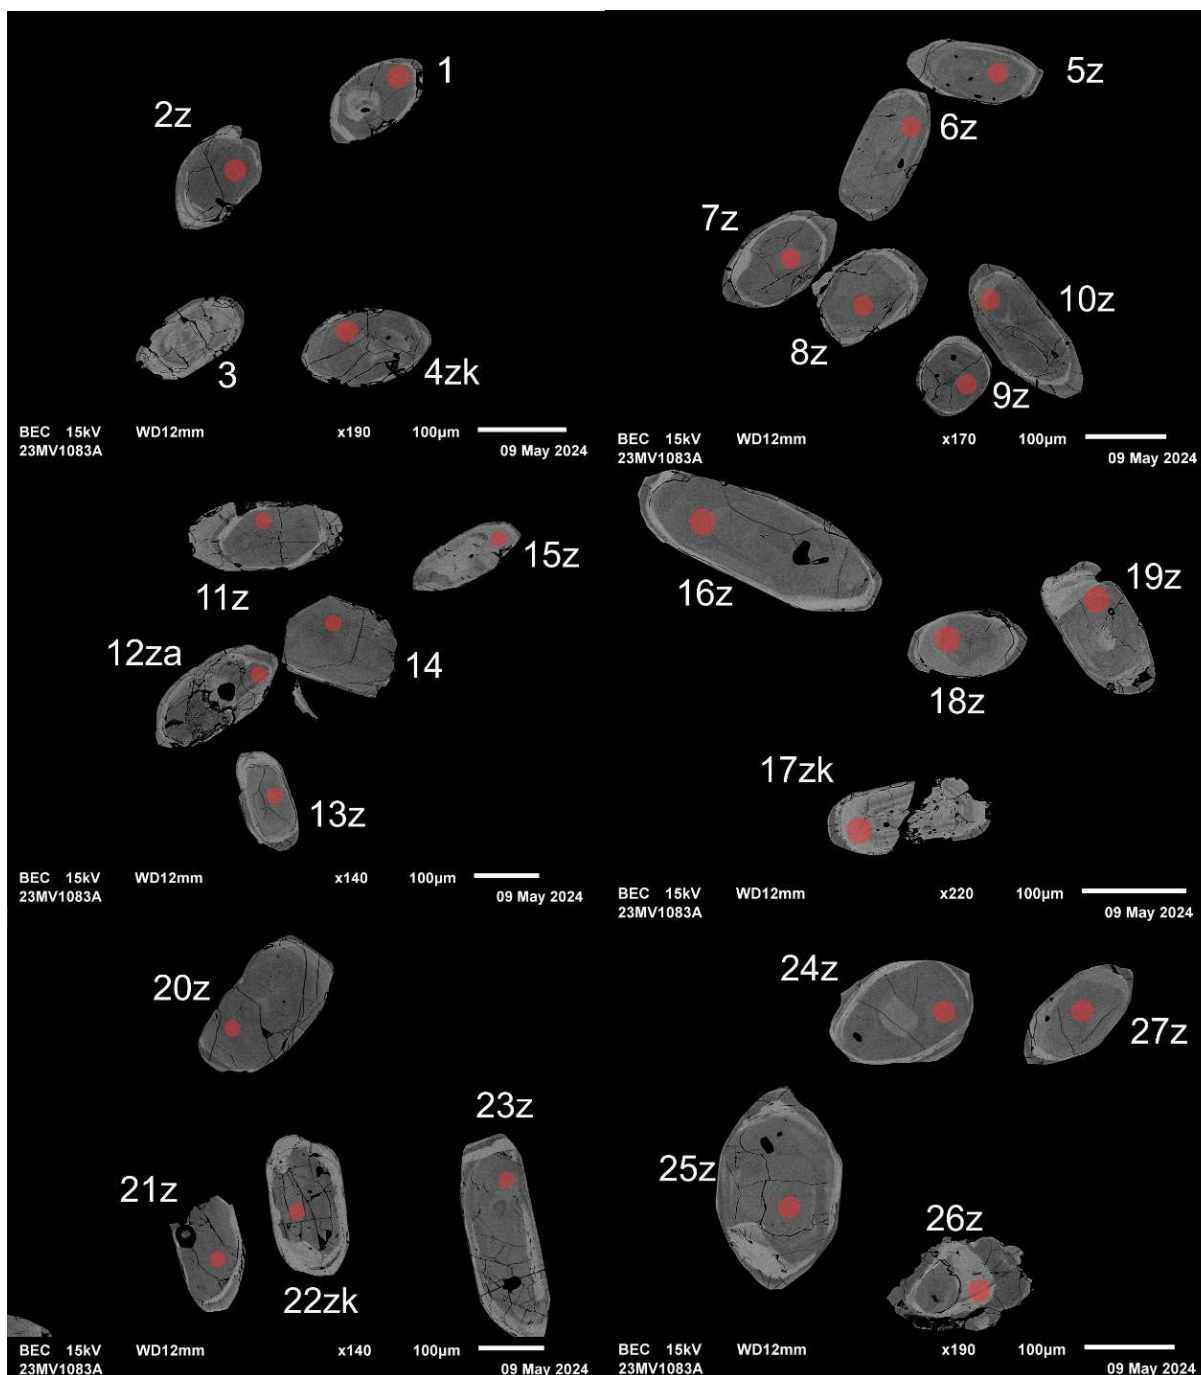 1
2z
3
4zk
BEC 15kV WD12mm x190 100µm
23MV1083A 09 May 2024
5z
6z
7z
8z
9z
10z
BEC 15kV WD12mm x170 100µm
23MV1083A 09 May 2024
11z
12za
13z
14
15z
BEC 15kV WD12mm x140 100µm
23MV1083A 09 May 2024
16z
17zk
18z
19z
BEC 15kV WD12mm x220 100µm
23MV1083A 09 May 2024
20z
21z
22zk
23z
BEC 15kV WD12mm x140 100µm
23MV1083A 09 May 2024
24z
25z
26z
27z
BEC 15kV WD12mm x190 100µm
23MV1083A 09 May 2024